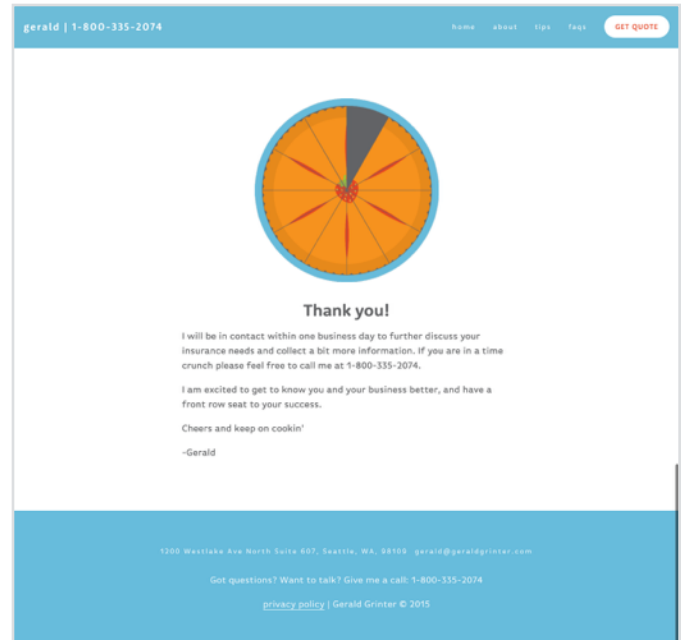 gerald | 1-800-335-2074
home about tips faqs GET QUOTE
Thank you!
I will be in contact within one business day to further discuss your
insurance needs and collect a bit more information. If you are in a time
crunch please feel free to call me at 1-800-335-2074.
I am excited to get to know you and your business better, and have a
front row seat to your success.
Cheers and keep on cookin'
-Gerald
1200 Westlake Ave North Suite 607, Seattle, WA, 98109 gerald@geraldgrinter.com
Got questions? Want to talk? Give me a call: 1-800-335-2074
privacy policy | Gerald Grinter © 2015